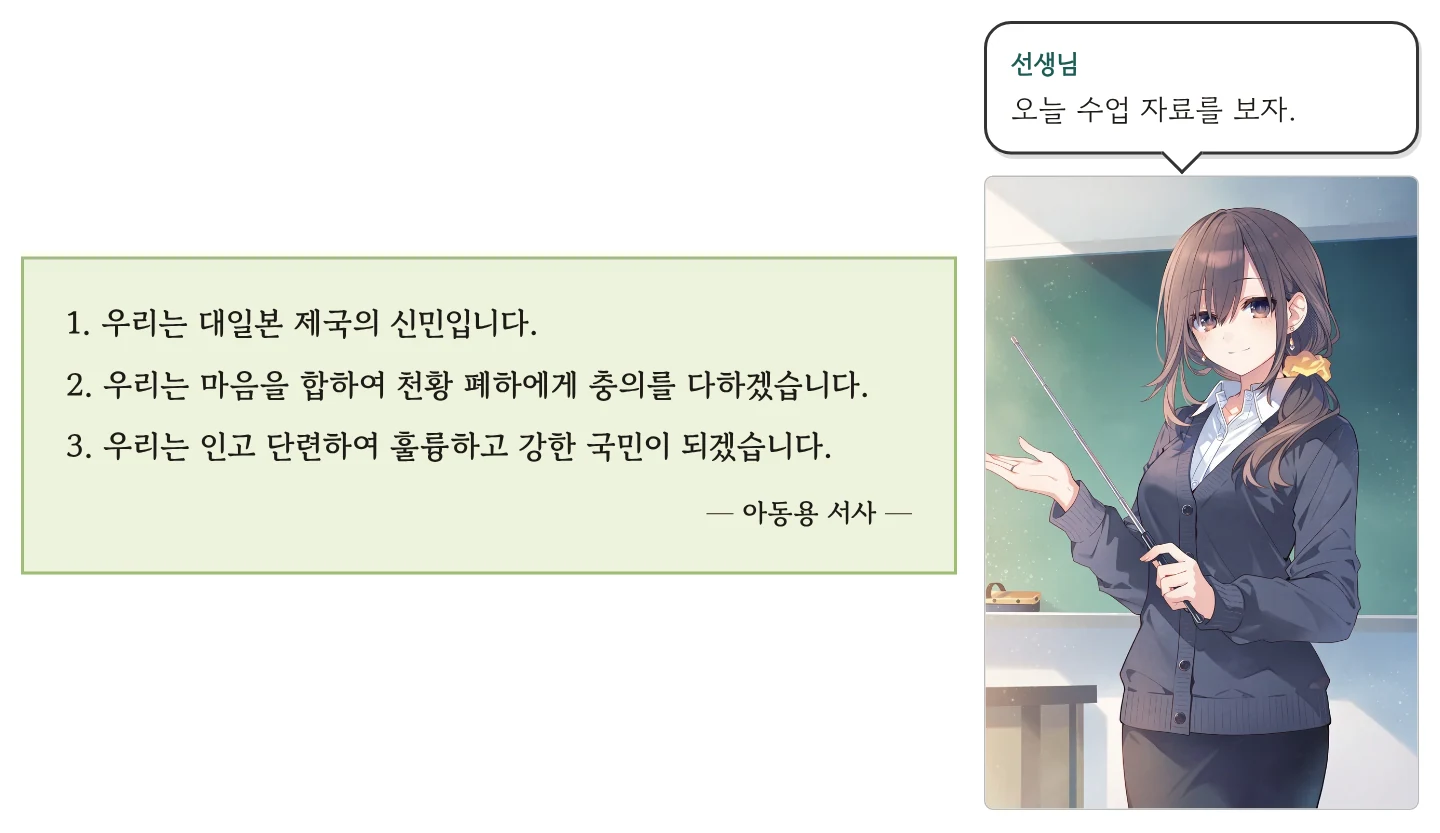 선생님
오늘 수업 자료를 보자.
1. 우리는 대일본 제국의 신민입니다.
2. 우리는 마음을 합하여 천황 폐하에게 충의를 다하겠습니다.
3. 우리는 인고 단련하여 훌륭하고 강한 국민이 되겠습니다.
— 아동용 서사 —